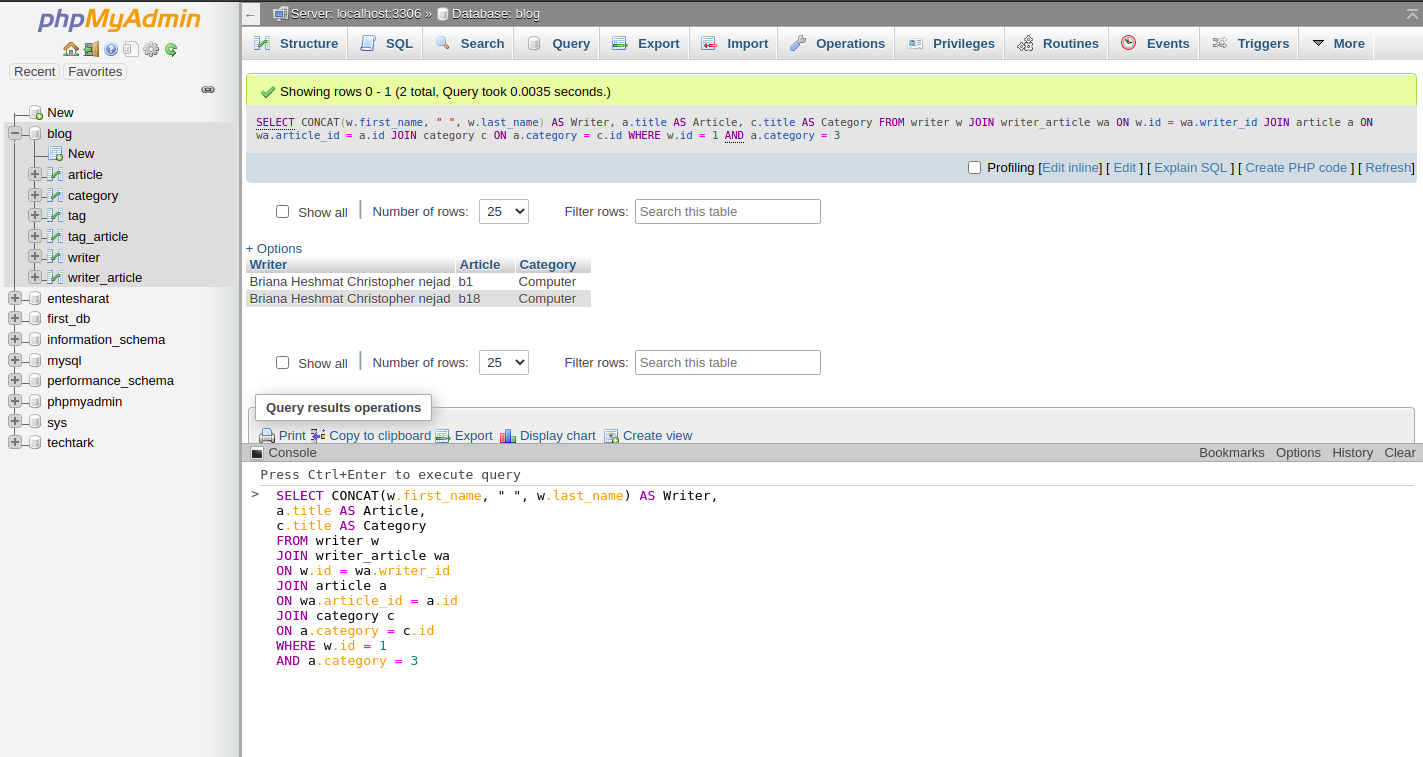 phpMyAdmin
Recent Favorites
New
blog
New
article
category
tag
tag_article
writer
writer_article
entesharat
first_db
information_schema
mysql
performance_schema
phpmyadmin
sys
techtark
← Server: localhost:3306 » Database: blog
Structure SQL Search Query Export Import Operations Privileges Routines Events Triggers More
Showing rows 0 - 1 (2 total, Query took 0.0035 seconds.)
SELECT CONCAT(w.first_name, " ", w.last_name) AS Writer, a.title AS Article, c.title AS Category FROM writer w JOIN writer_article wa ON w.id = wa.writer_id JOIN article a ON
wa.article_id = a.id JOIN category c ON a.category = c.id WHERE w.id = 1 AND a.category = 3
Profiling [Edit inline] [ Edit ] [ Explain SQL ] [ Create PHP code ] [ Refresh]
Show all Number of rows: 25 Filter rows: Search this table
+ Options
Writer Article Category
Briana Heshmat Christopher nejad b1 Computer
Briana Heshmat Christopher nejad b18 Computer
Show all Number of rows: 25 Filter rows: Search this table
Query results operations
Print Copy to clipboard Export Display chart Create view
Console Bookmarks Options History Clear
Press Ctrl+Enter to execute query
> SELECT CONCAT(w.first_name, " ", w.last_name) AS Writer,
a.title AS Article,
c.title AS Category
FROM writer w
JOIN writer_article wa
ON w.id = wa.writer_id
JOIN article a
ON wa.article_id = a.id
JOIN category c
ON a.category = c.id
WHERE w.id = 1
AND a.category = 3